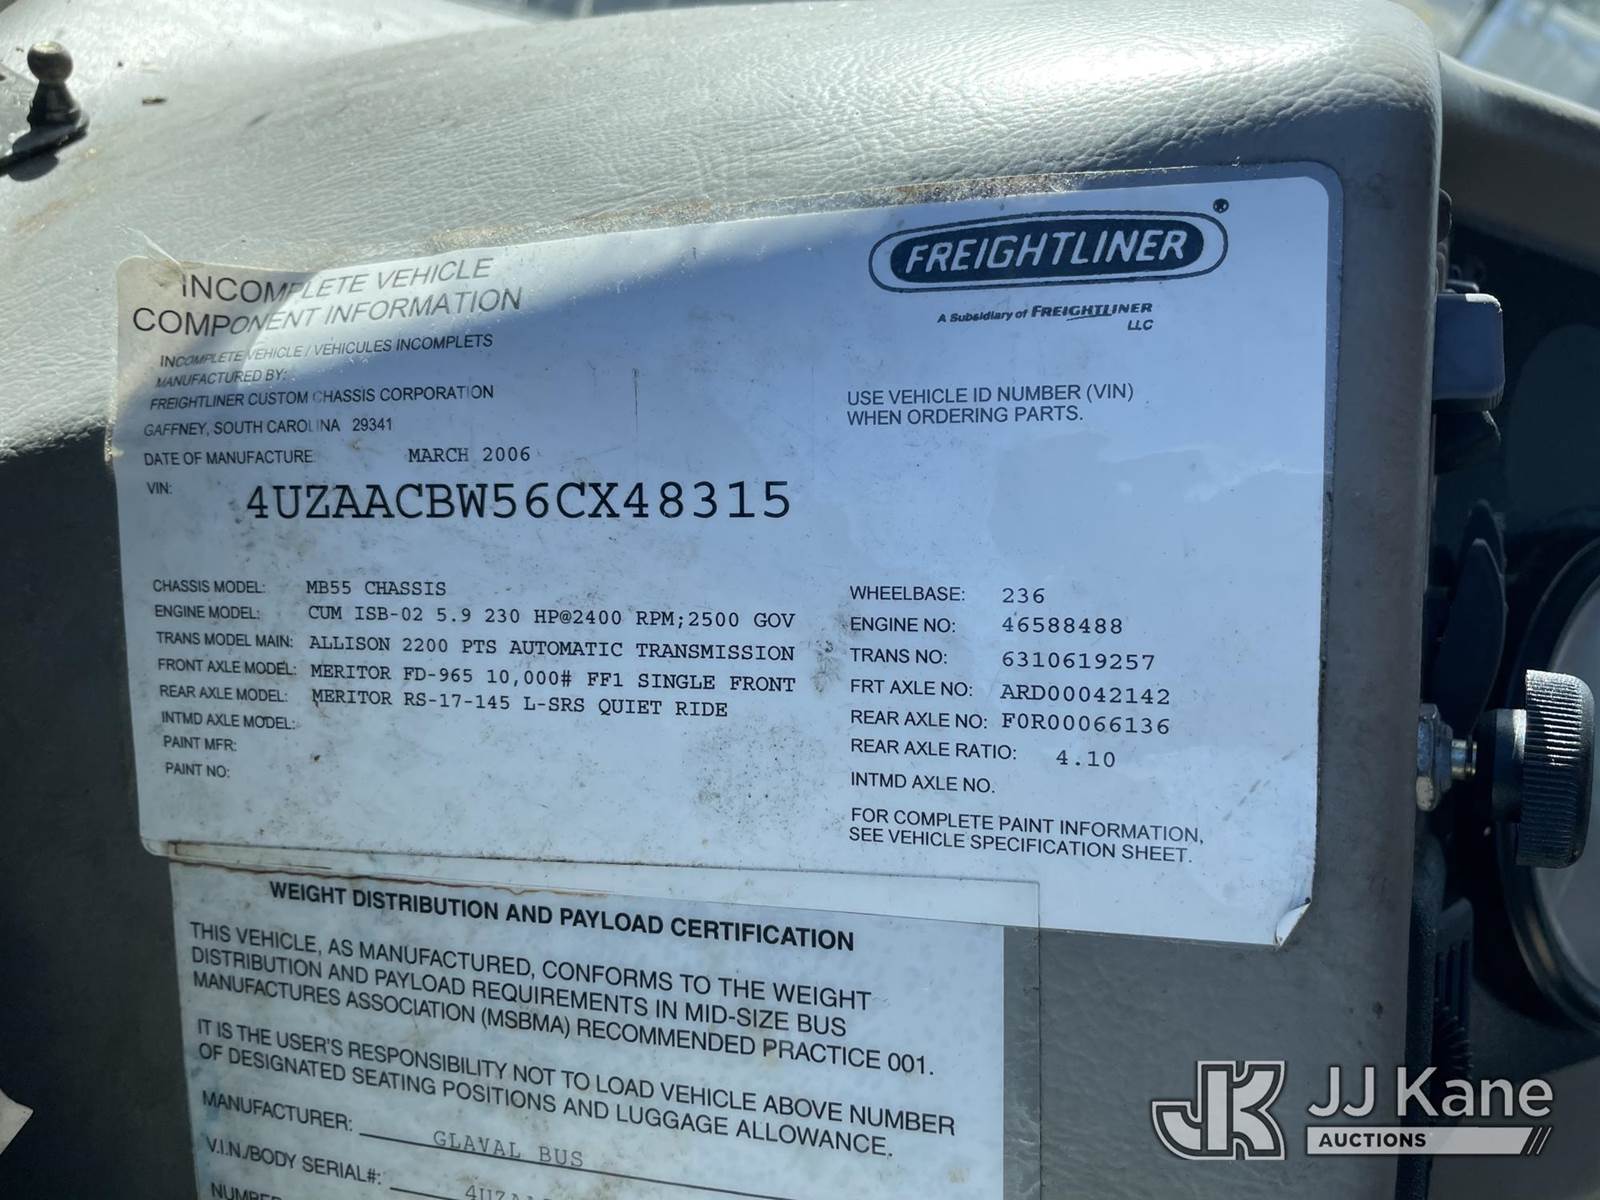 INCOMPLETE VEHICLE
COMPONENT INFORMATION
INCOMPLETE VEHICLE / VEHICULES INCOMPLETS
MANUFACTURED BY:
FREIGHTLINER CUSTOM CHASSIS CORPORATION
GAFFNEY, SOUTH CAROLINA 29341
DATE OF MANUFACTURE MARCH 2006
VIN: 4UZAACBW56CX48315
FREIGHTLINER
A Subsidiary of FREIGHTLINER
LLC
USE VEHICLE ID NUMBER (VIN)
WHEN ORDERING PARTS.
CHASSIS MODEL: MB55 CHASSIS
ENGINE MODEL: CUM ISB-02 5.9 230 HP@2400 RPM;2500 GOV
TRANS MODEL MAIN: ALLISON 2200 PTS AUTOMATIC TRANSMISSION
FRONT AXLE MODEL: MERITOR FD-965 10,000# FF1 SINGLE FRONT
REAR AXLE MODEL: MERITOR RS-17-145 L-SRS QUIET RIDE
INTMD AXLE MODEL:
PAINT MFR:
PAINT NO:
WHEELBASE: 236
ENGINE NO: 46588488
TRANS NO: 6310619257
FRT AXLE NO: ARD00042142
REAR AXLE NO: F0R00066136
REAR AXLE RATIO: 4.10
INTMD AXLE NO.
FOR COMPLETE PAINT INFORMATION,
SEE VEHICLE SPECIFICATION SHEET.
WEIGHT DISTRIBUTION AND PAYLOAD CERTIFICATION
THIS VEHICLE, AS MANUFACTURED, CONFORMS TO THE WEIGHT
DISTRIBUTION AND PAYLOAD REQUIREMENTS IN MID-SIZE BUS
MANUFACTURES ASSOCIATION (MSBMA) RECOMMENDED PRACTICE 001.
IT IS THE USER'S RESPONSIBILITY NOT TO LOAD VEHICLE ABOVE NUMBER
OF DESIGNATED SEATING POSITIONS AND LUGGAGE ALLOWANCE.
MANUFACTURER: GLAVAL BUS
V.I.N./BODY SERIAL#:
JK JJ Kane
AUCTIONS